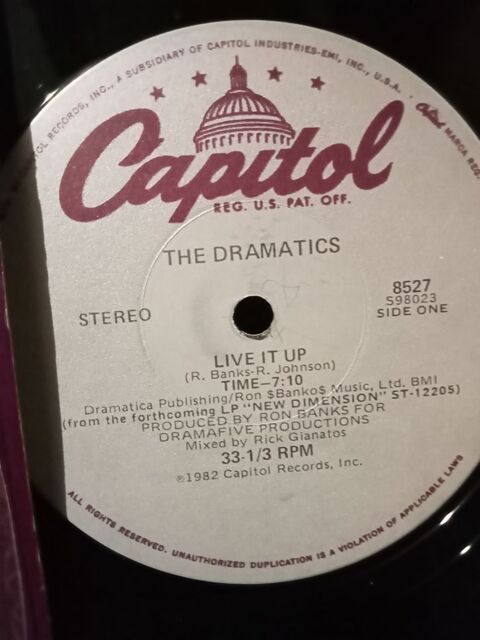 RECORDS, INC., A SUBSIDIARY OF CAPITOL INDUSTRIES-EMI, INC., U.S.A. Capitol MARCA REG.
Capitol
REG. U.S. PAT. OFF.
THE DRAMATICS
8527
S98023
STEREO
SIDE ONE
LIVE IT UP
(R. Banks-R. Johnson)
TIME—7:10
Dramatica Publishing/Ron $Banko$ Music, Ltd. BMI
(from the forthcoming LP "NEW DIMENSION" ST-12205)
PRODUCED BY RON BANKS FOR
DRAMAFIVE PRODUCTIONS
Mixed by Rick Gianatos
33-1/3 RPM
℗1982 Capitol Records, Inc.
ALL RIGHTS RESERVED. UNAUTHORIZED DUPLICATION IS A VIOLATION OF APPLICABLE LAWS